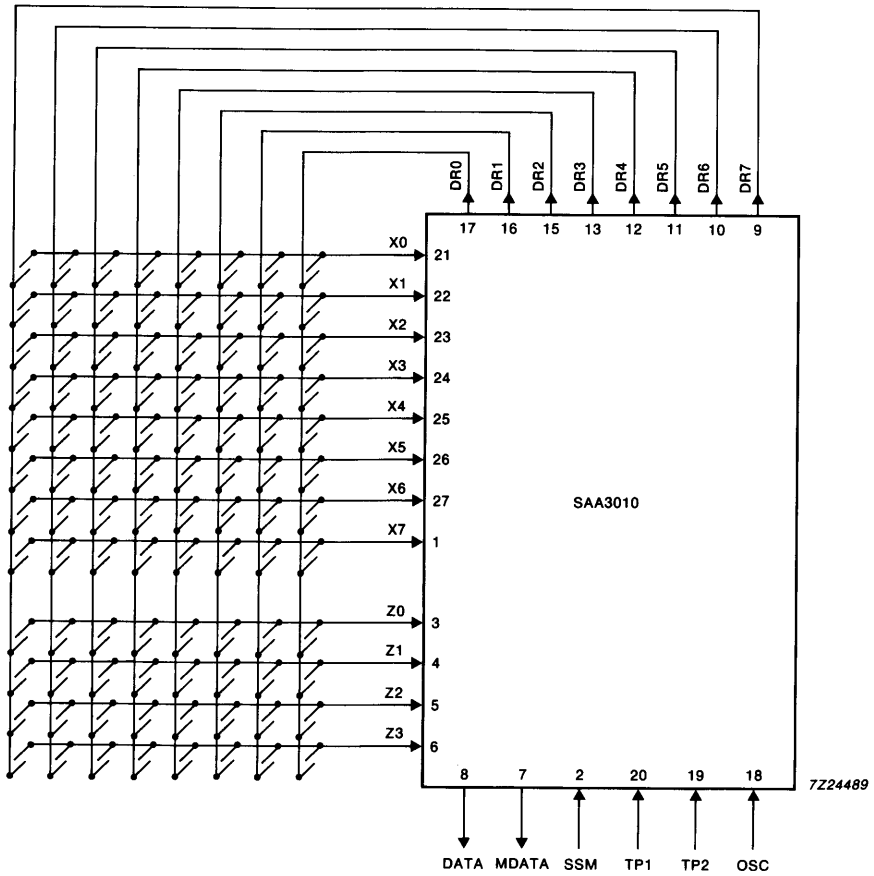 DR0 DR1 DR2 DR3 DR4 DR5 DR6 DR7
17 16 15 13 12 11 10 9
X0 21
X1 22
X2 23
X3 24
X4 25
X5 26
X6 27
X7 1
SAA3010
Z0 3
Z1 4
Z2 5
Z3 6
8 7 2 20 19 18
7Z24489
DATA MDATA SSM TP1 TP2 OSC